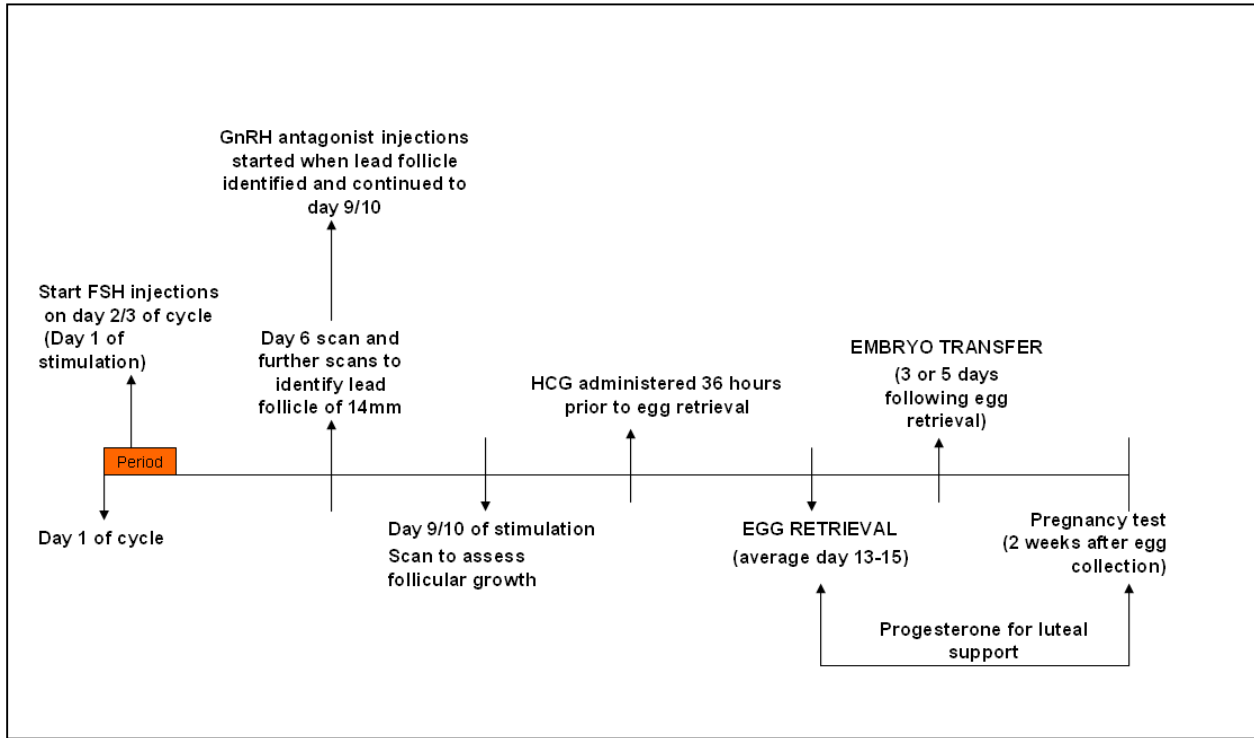 GnRH antagonist injections
started when lead follicle
identified and continued to
day 9/10
Start FSH injections
on day 2/3 of cycle
(Day 1 of
stimulation)
Day 6 scan and
further scans to
identify lead
follicle of 14mm
HCG administered 36 hours
prior to egg retrieval
EMBRYO TRANSFER
(3 or 5 days
following egg
retrieval)
Period
Day 1 of cycle
Day 9/10 of stimulation
Scan to assess
follicular growth
EGG RETRIEVAL
(average day 13-15)
Pregnancy test
(2 weeks after egg
collection)
Progesterone for luteal
support